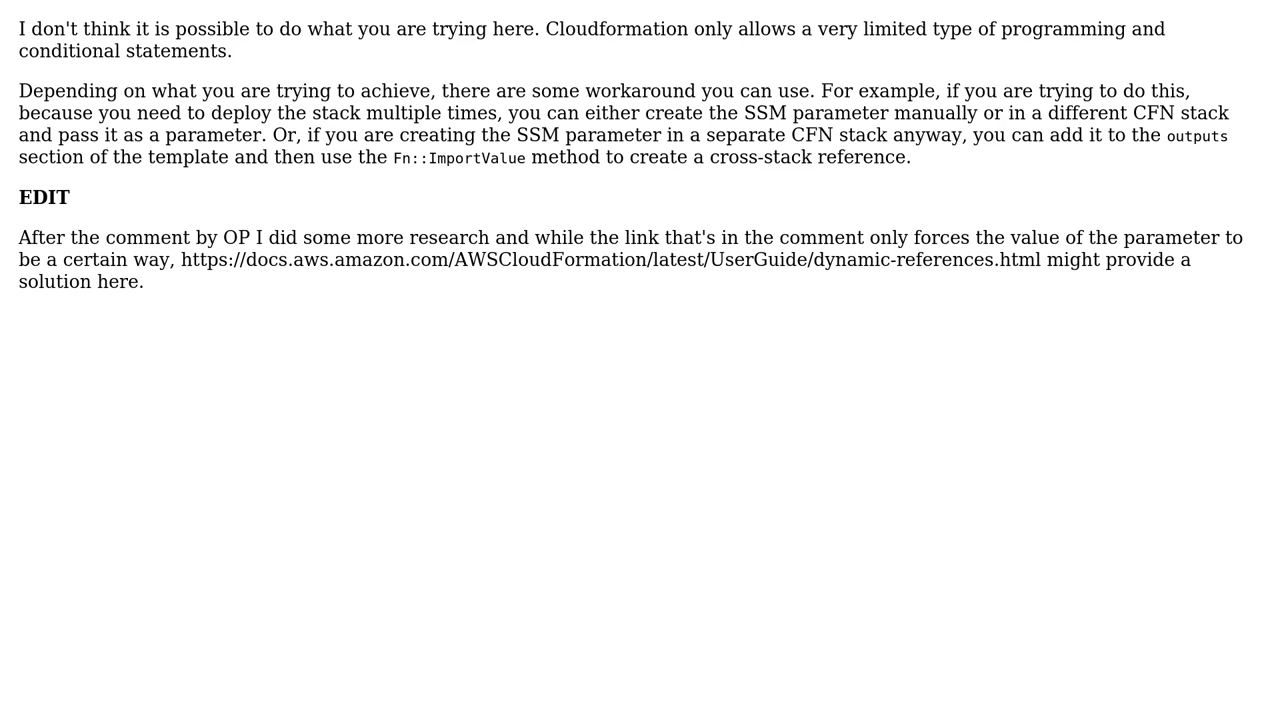 I don't think it is possible to do what you are trying here. Cloudformation only allows a very limited type of programming and
conditional statements.
Depending on what you are trying to achieve, there are some workaround you can use. For example, if you are trying to do this,
because you need to deploy the stack multiple times, you can either create the SSM parameter manually or in a different CFN stack
and pass it as a parameter. Or, if you are creating the SSM parameter in a separate CFN stack anyway, you can add it to the outputs
section of the template and then use the Fn::ImportValue method to create a cross-stack reference.
EDIT
After the comment by OP I did some more research and while the link that's in the comment only forces the value of the parameter to
be a certain way, https://docs.aws.amazon.com/AWSCloudFormation/latest/UserGuide/dynamic-references.html might provide a
solution here.